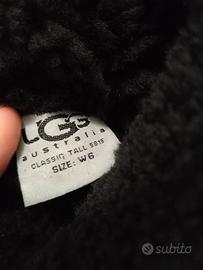 UGG
australia
CLASSIC TALL 5815
SIZE: W6
subito